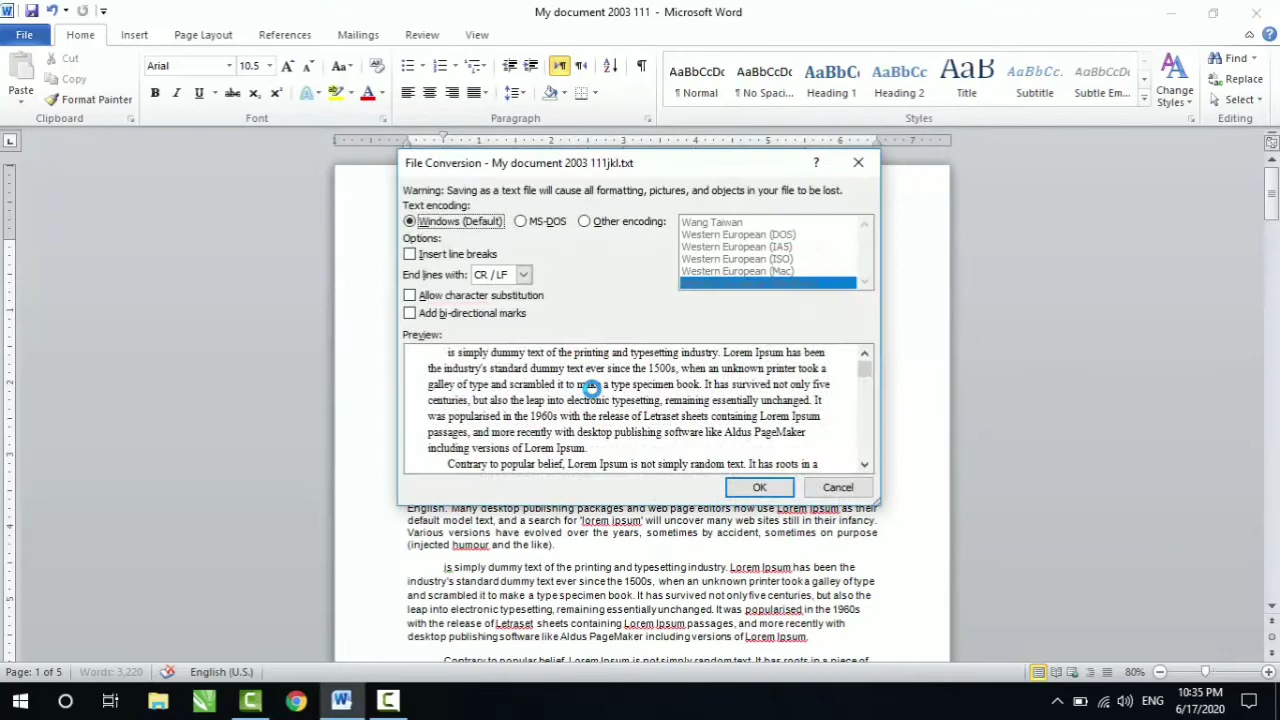 My document 2003 111 - Microsoft Word
File Home Insert Page Layout References Mailings Review View
Paste
Cut
Copy
Format Painter
Clipboard
Arial 10.5
Font
Paragraph
AaBbCcDc AaBbCcDc AaBbC AaBbCc AaB AaBbCc. AaBbCcDc
¶ Normal ¶ No Spaci... Heading 1 Heading 2 Title Subtitle Subtle Em...
Change Styles
Styles
Find
Replace
Select
Editing
File Conversion - My document 2003 111jkl.txt
Warning: Saving as a text file will cause all formatting, pictures, and objects in your file to be lost.
Text encoding:
Windows (Default) MS-DOS Other encoding:
Wang Taiwan
Western European (DOS)
Western European (IA5)
Western European (ISO)
Western European (Mac)
Options:
Insert line breaks
End lines with: CR / LF
Allow character substitution
Add bi-directional marks
Preview:
is simply dummy text of the printing and typesetting industry. Lorem Ipsum has been
the industry's standard dummy text ever since the 1500s, when an unknown printer took a
galley of type and scrambled it to make a type specimen book. It has survived not only five
centuries, but also the leap into electronic typesetting, remaining essentially unchanged. It
was popularised in the 1960s with the release of Letraset sheets containing Lorem Ipsum
passages, and more recently with desktop publishing software like Aldus PageMaker
including versions of Lorem Ipsum.
Contrary to popular belief, Lorem Ipsum is not simply random text. It has roots in a
OK Cancel
English. Many desktop publishing packages and web page editors now use Lorem Ipsum as their
default model text, and a search for 'lorem ipsum' will uncover many web sites still in their infancy.
Various versions have evolved over the years, sometimes by accident, sometimes on purpose
(injected humour and the like).
is simply dummy text of the printing and typesetting industry. Lorem Ipsum has been the
industry's standard dummy text ever since the 1500s, when an unknown printer took a galley of type
and scrambled it to make a type specimen book. It has survived not only five centuries, but also the
leap into electronic typesetting, remaining essentially unchanged. It was popularised in the 1960s
with the release of Letraset sheets containing Lorem Ipsum passages, and more recently with
desktop publishing software like Aldus PageMaker including versions of Lorem Ipsum.
Contrary to popular belief, Lorem Ipsum is not simply random text. It has roots in a piece of
Page: 1 of 5 Words: 3,220 English (U.S.) 80%
ENG
10:35 PM
6/17/2020